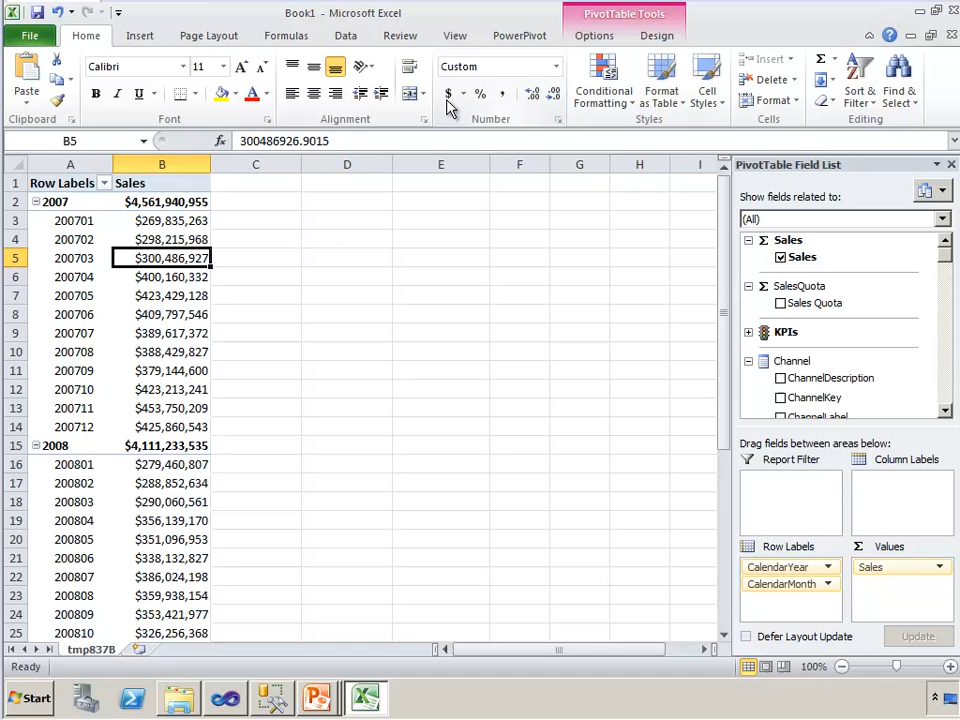 Book1 - Microsoft Excel
PivotTable Tools
File
Home
Insert
Page Layout
Formulas
Data
Review
View
PowerPivot
Options
Design
Paste
Calibri
11
B I U
Custom
$ % ,
Conditional Formatting
Format as Table
Cell Styles
Insert
Delete
Format
Sort & Filter
Find & Select
Clipboard
Font
Alignment
Number
Styles
Cells
Editing
B5
fx
300486926.9015
A B C D E F G H I
1 Row Labels Sales
2 2007 $4,561,940,955
3 200701 $269,835,263
4 200702 $298,215,968
5 200703 $300,486,927
6 200704 $400,160,332
7 200705 $423,429,128
8 200706 $409,797,546
9 200707 $389,617,372
10 200708 $388,429,827
11 200709 $379,144,600
12 200710 $423,213,241
13 200711 $453,750,209
14 200712 $425,860,543
15 2008 $4,111,233,535
16 200801 $279,460,807
17 200802 $288,852,634
18 200803 $290,060,561
19 200804 $356,139,170
20 200805 $351,096,953
21 200806 $338,132,827
22 200807 $386,024,198
23 200808 $359,938,154
24 200809 $353,421,977
25 200810 $326,256,368
PivotTable Field List
Show fields related to:
(All)
Σ Sales
Sales
Σ SalesQuota
Sales Quota
KPIs
Channel
ChannelDescription
ChannelKey
ChannelLabel
Drag fields between areas below:
Report Filter
Column Labels
Row Labels
Σ Values
CalendarYear
CalendarMonth
Sales
Defer Layout Update
Update
tmp837B
Ready
100%
Start